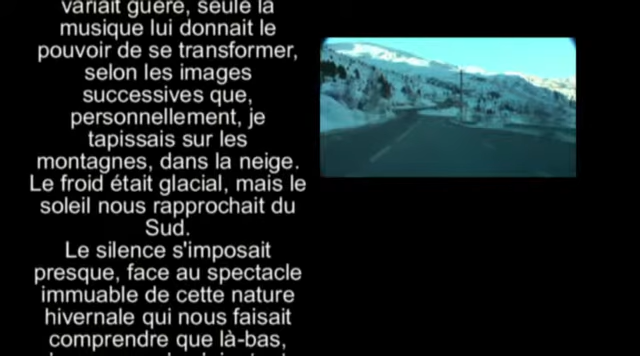 variait guère, seule la
musique lui donnait le
pouvoir de se transformer,
selon les images
successives que,
personnellement, je
tapissais sur les
montagnes, dans la neige.
Le froid était glacial, mais le
soleil nous rapprochait du
Sud.
Le silence s'imposait
presque, face au spectacle
immuable de cette nature
hivernale qui nous faisait
comprendre que là-bas,